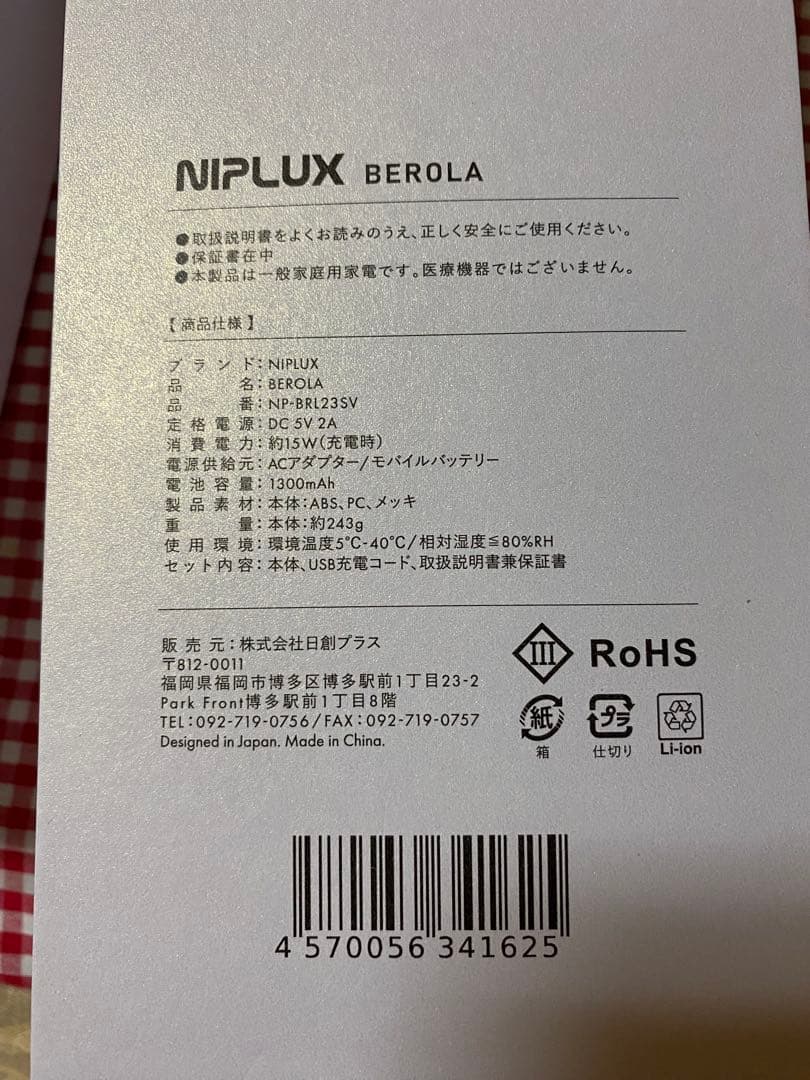 NIPLUX BEROLA
●取扱説明書をよくお読みのうえ、正しく安全にご使用ください。
●保証書在中
●本製品は一般家庭用家電です。医療機器ではございません。
【商品仕様】
ブランド：NIPLUX
品名：BEROLA
品番：NP-BRL23SV
定格電源：DC 5V 2A
消費電力：約15W（充電時）
電源供給元：ACアダプター/モバイルバッテリー
電池容量：1300mAh
製品素材：本体：ABS、PC、メッキ
重量：本体：約243g
使用環境：環境温度5℃-40℃/相対湿度≦80%RH
セット内容：本体、USB充電コード、取扱説明書兼保証書
販売元：株式会社日創プラス
〒812-0011
福岡県福岡市博多区博多駅前1丁目23-2
Park Front博多駅前1丁目8階
TEL：092-719-0756/FAX：092-719-0757
Designed in Japan. Made in China.
III RoHS
紙 プラ
箱 仕切り Li-ion
4 570056 341625